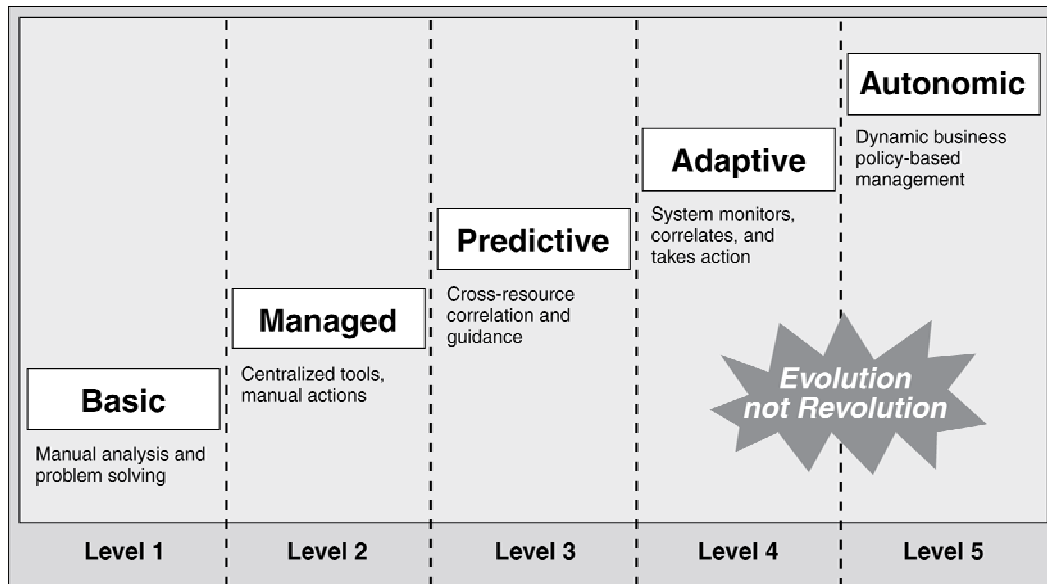 Basic
Manual analysis and
problem solving
Managed
Centralized tools,
manual actions
Predictive
Cross-resource
correlation and
guidance
Adaptive
System monitors,
correlates, and
takes action
Autonomic
Dynamic business
policy-based
management
Evolution
not Revolution
Level 1
Level 2
Level 3
Level 4
Level 5